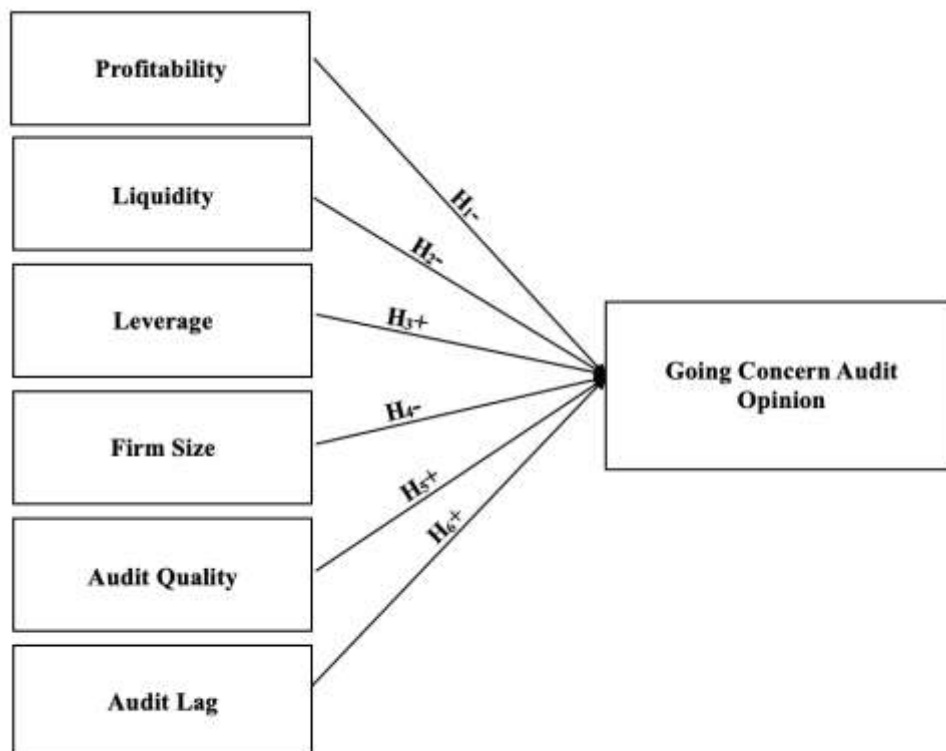 Profitability
Liquidity
Leverage
Firm Size
Audit Quality
Audit Lag
H₁-
H₂-
H₃+
H₄-
H₅+
H₆+
Going Concern Audit
Opinion